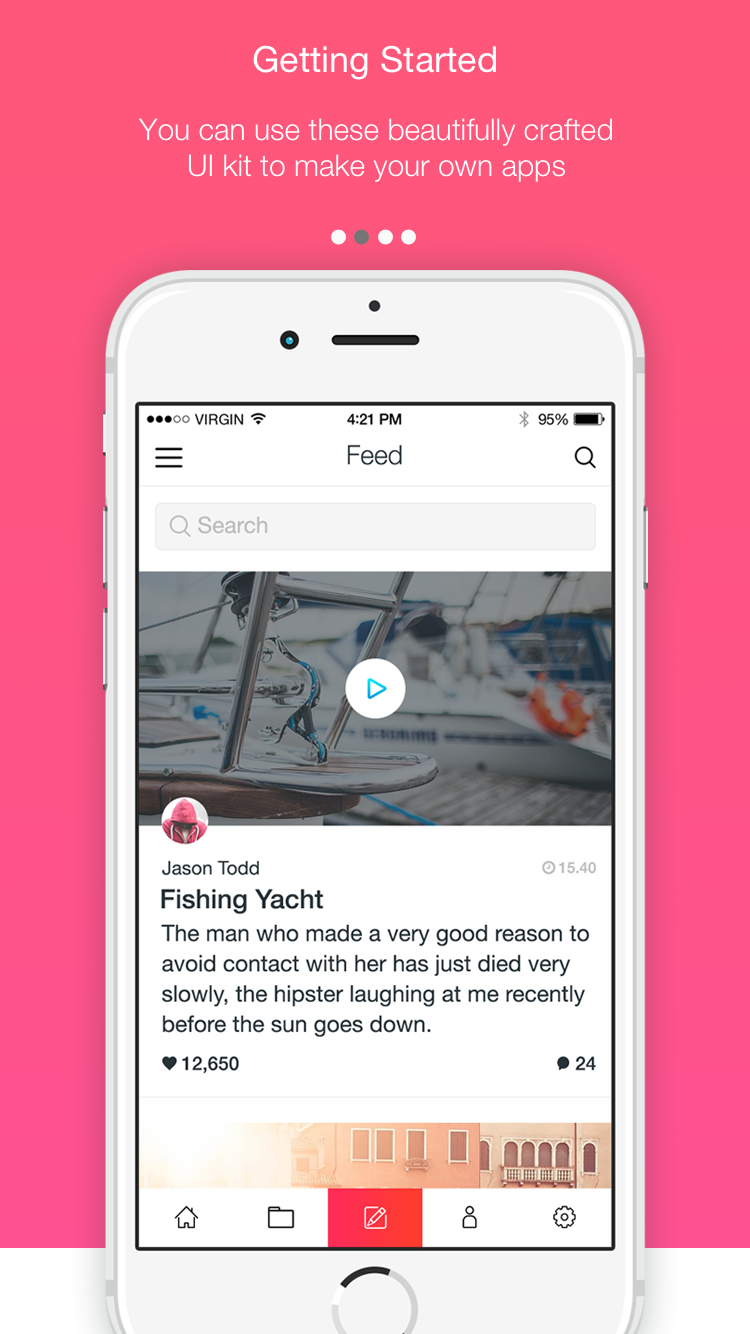 Getting Started
You can use these beautifully crafted
UI kit to make your own apps
VIRGIN 4:21 PM 95%
Feed
Search
Jason Todd 15.40
Fishing Yacht
The man who made a very good reason to
avoid contact with her has just died very
slowly, the hipster laughing at me recently
before the sun goes down.
12,650 24